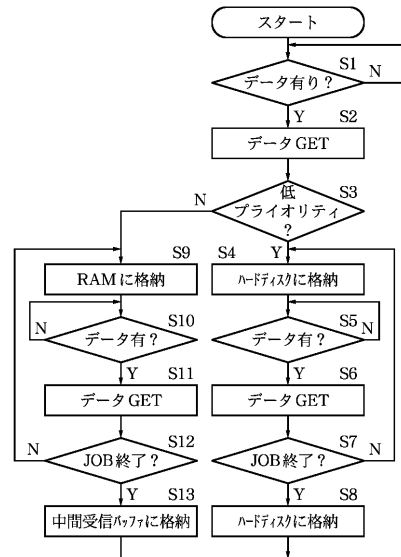 スタート
S1
データ有り？
N
Y
S2
データGET
S3
低
プライオリティ
？
N
Y
S9
RAMに格納
S4
ハードディスクに格納
S10
データ有？
N
Y
S5
データ有？
N
Y
S11
データGET
S6
データGET
S12
JOB終了？
N
Y
S7
JOB終了？
N
Y
S13
中間受信バッファに格納
S8
ハードディスクに格納